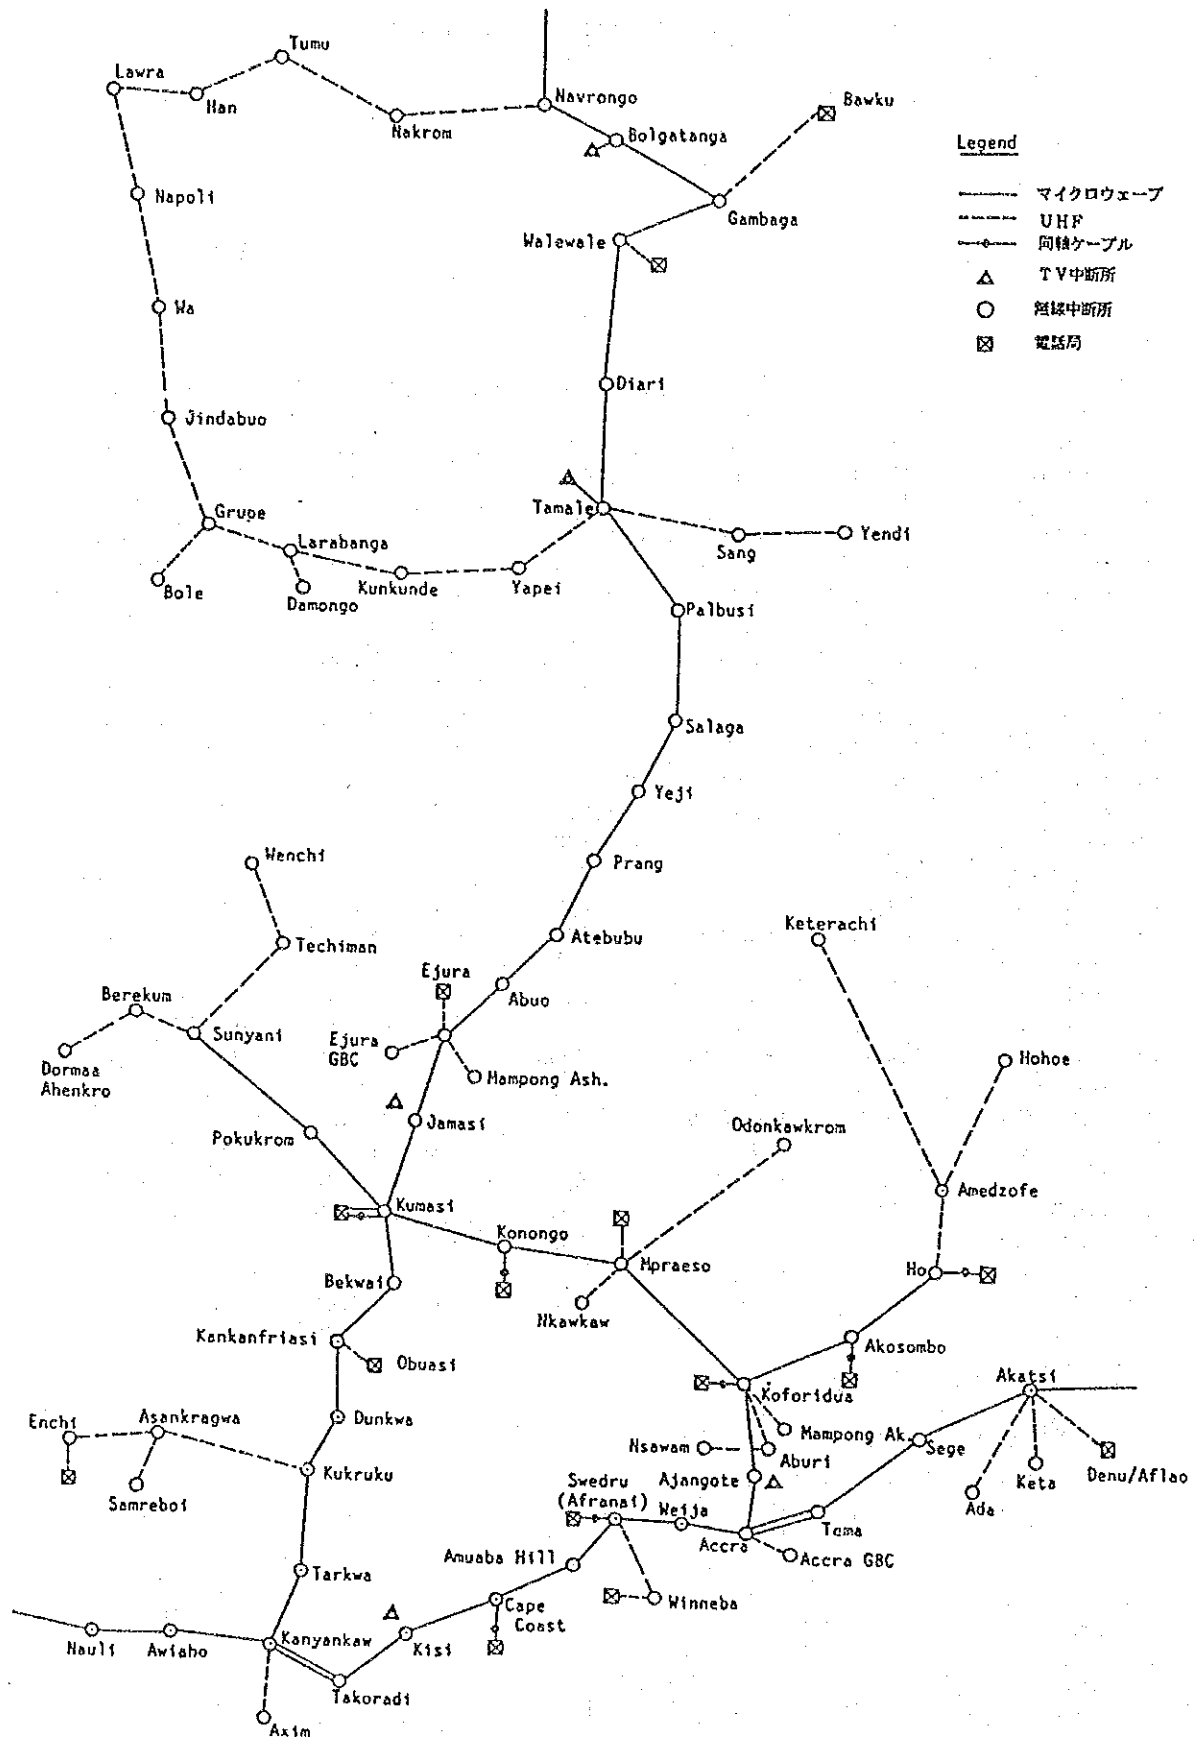 Tumu
Lawra
Han
Nakrom
Navrongo
Bolgatanga
Bawku
Legend
マイクロウェーブ
UHF
同軸ケーブル
TV中断所
無線中断所
電話局
Napoli
Gambaga
Walewale
Wa
Diari
Jindabuo
Grupe
Tamale
Larabanga
Sang
Yendi
Bole
Damongo
Kunkunde
Yapei
Palbusi
Salaga
Yeji
Prang
Wenchi
Techiman
Atebubu
Keterachi
Berekum
Ejura
Abuo
Sunyani
Ejura
GBC
Dormaa
Ahenkro
Mampong Ash.
Hohoe
Jamasi
Pokukrom
Odonkawkrom
Kumasi
Amedzofe
Konongo
Mpraeso
Ho
Bekwai
Nkawkaw
Kankanfriasi
Obuasi
Akosombo
Koforidua
Akatsi
Enchi
Asankragwa
Dunkwa
Mampong Ak.
Nsawam
Aburi
Sege
Kukruku
Samreboi
Swedru
(Afranai)
Weija
Ajangote
Ada
Keta
Denu/Aflao
Accra
Tema
Accra GBC
Amuaba Hill
Tarkwa
Winneba
Cape
Coast
Nauli
Awiabo
Kanyankaw
Kisi
Takoradi
Axim